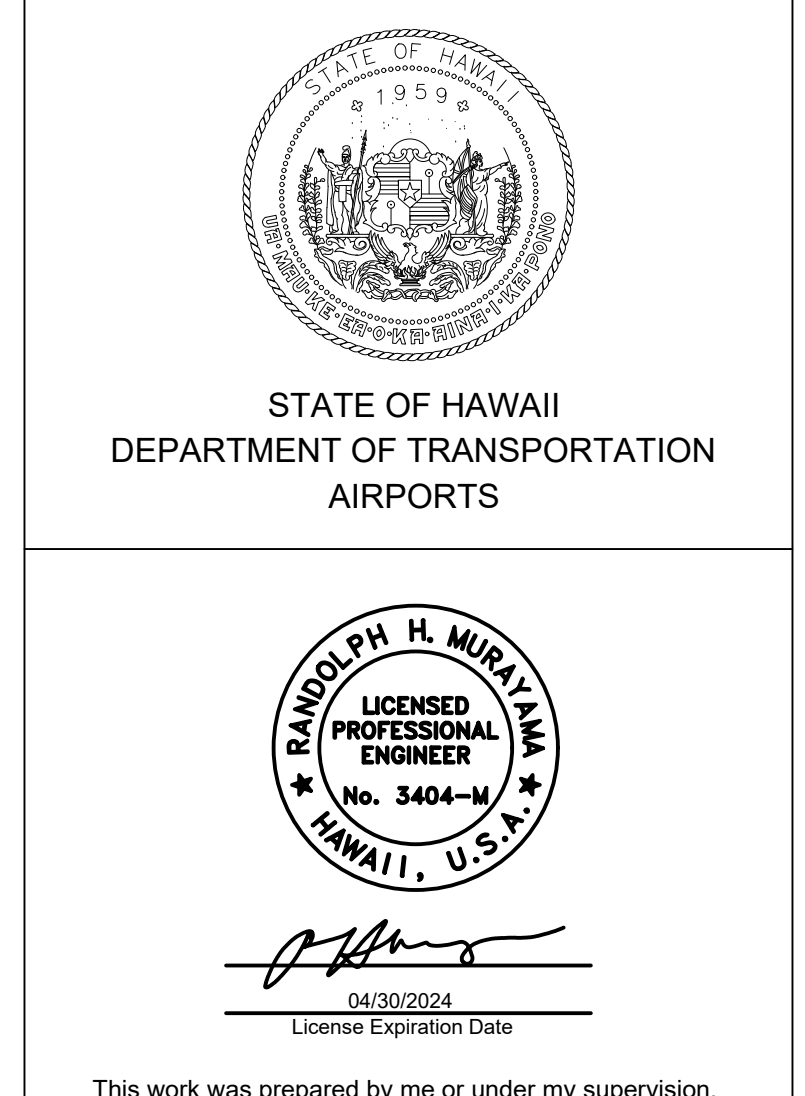 STATE OF HAWAII
1959
UA·MAU·KE·EA·O·KA·AINA·I·KA·PONO
STATE OF HAWAII
DEPARTMENT OF TRANSPORTATION
AIRPORTS
RANDOLPH H. MURAYAMA
LICENSED
PROFESSIONAL
ENGINEER
No. 3404-M
HAWAII, U.S.A.
04/30/2024
License Expiration Date
This work was prepared by me or under my supervision.